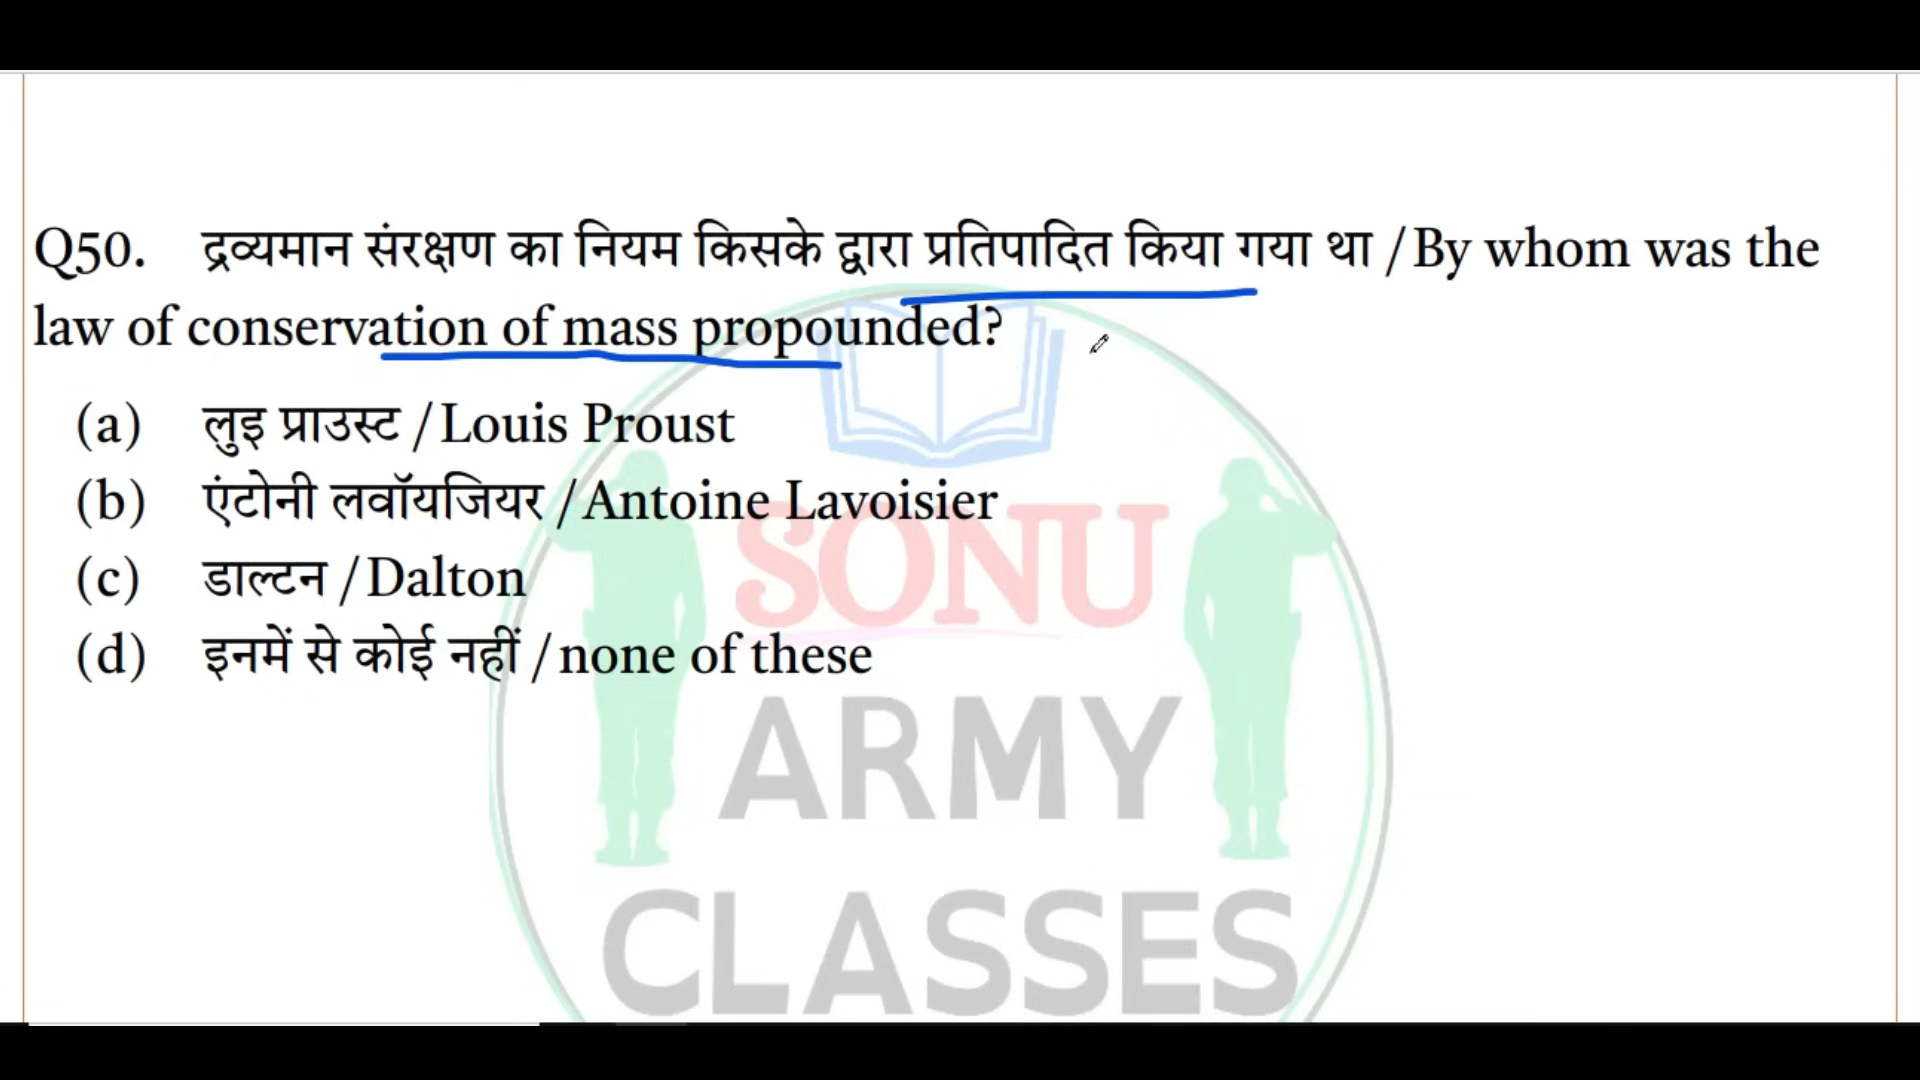 Q50. द्रव्यमान संरक्षण का नियम किसके द्वारा प्रतिपादित किया गया था / By whom was the
law of conservation of mass propounded?
(a) लुइ प्राउस्ट / Louis Proust
(b) एंटोनी लवॉयजियर / Antoine Lavoisier
(c) डाल्टन / Dalton
(d) इनमें से कोई नहीं / none of these
SONU
ARMY
CLASSES